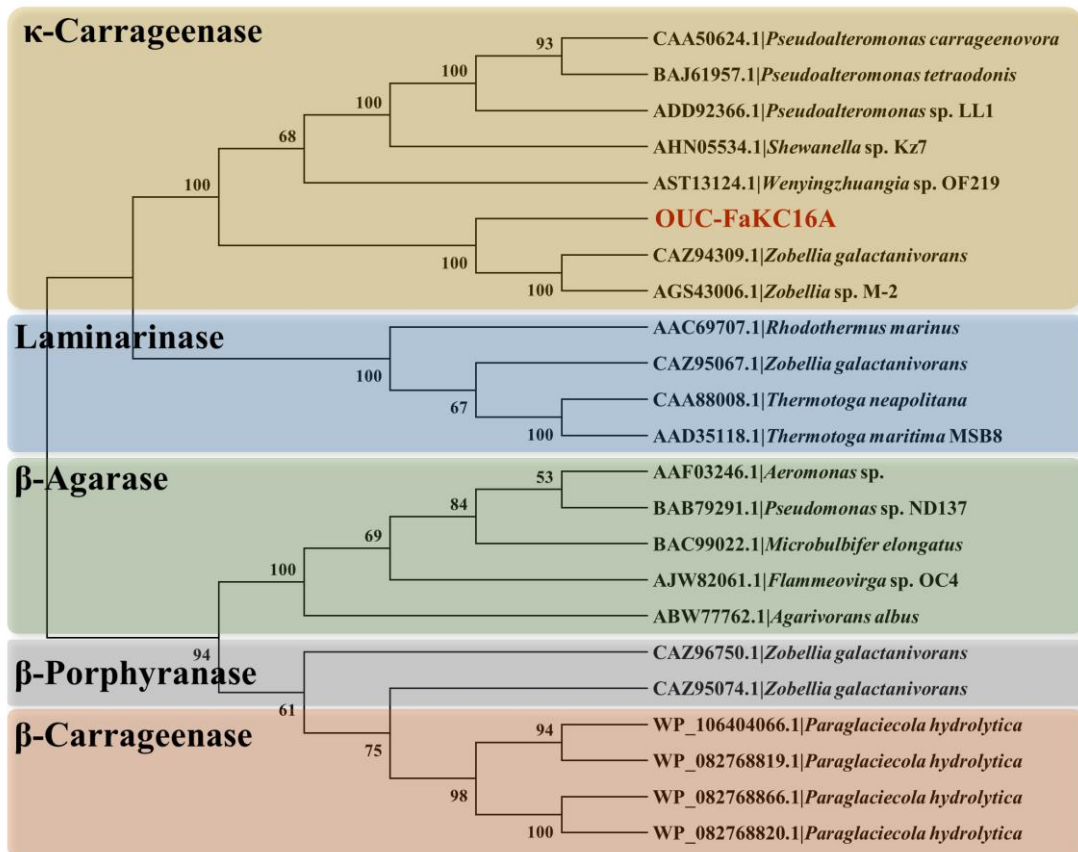 κ-Carrageenase
93
CAA50624.1|Pseudoalteromonas carrageenovora
BAJ61957.1|Pseudoalteromonas tetraodonis
100
ADD92366.1|Pseudoalteromonas sp. LL1
100
AHN05534.1|Shewanella sp. Kz7
68
AST13124.1|Wenyingzhuangia sp. OF219
100
OUC-FaKC16A
100
CAZ94309.1|Zobellia galactanivorans
100
AGS43006.1|Zobellia sp. M-2
Laminarinase
AAC69707.1|Rhodothermus marinus
100
CAZ95067.1|Zobellia galactanivorans
67
CAA88008.1|Thermotoga neapolitana
100
AAD35118.1|Thermotoga maritima MSB8
β-Agarase
53
AAF03246.1|Aeromonas sp.
84
BAB79291.1|Pseudomonas sp. ND137
69
BAC99022.1|Microbulbifer elongatus
100
AJW82061.1|Flammeovirga sp. OC4
ABW77762.1|Agarivorans albus
94
β-Porphyranase
CAZ96750.1|Zobellia galactanivorans
61
CAZ95074.1|Zobellia galactanivorans
β-Carrageenase
75
94
WP_106404066.1|Paraglaciecola hydrolytica
WP_082768819.1|Paraglaciecola hydrolytica
98
WP_082768866.1|Paraglaciecola hydrolytica
100
WP_082768820.1|Paraglaciecola hydrolytica